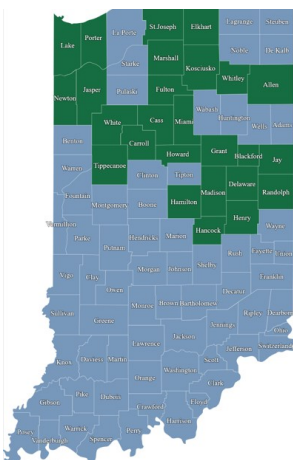 La Porte
St.Joseph
Elkhart
Lagrange
Steuben
Lake
Porter
Noble
De Kalb
Marshall
Kosciusko
Starke
Whitley
Allen
Newton
Jasper
Pulaski
Fulton
Wabash
Huntington
Wells
Adams
White
Cass
Miami
Benton
Carroll
Howard
Grant
Blackford
Jay
Warren
Tippecanoe
Clinton
Tipton
Delaware
Randolph
Madison
Hamilton
Fountain
Montgomery
Boone
Henry
Wayne
Hancock
Vermillion
Parke
Putnam
Hendricks
Marion
Rush
Fayette
Union
Vigo
Clay
Morgan
Johnson
Shelby
Franklin
Owen
Decatur
Sullivan
Monroe
Brown
Bartholomew
Ripley
Dearborn
Greene
Jennings
Ohio
Jackson
Switzerland
Lawrence
Jefferson
Knox
Daviess
Martin
Scott
Orange
Washington
Clark
Gibson
Pike
Dubois
Crawford
Floyd
Harrison
Posey
Vanderburgh
Warrick
Spencer
Perry